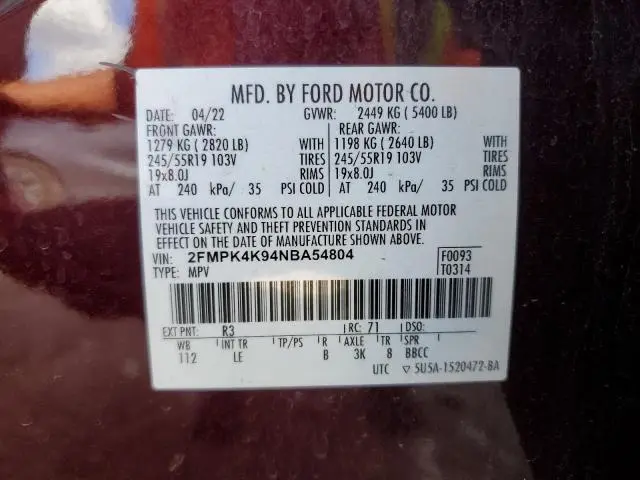 MFD. BY FORD MOTOR CO.
DATE: 04/22 GVWR: 2449 KG ( 5400 LB)
FRONT GAWR: REAR GAWR:
1279 KG ( 2820 LB) WITH 1198 KG ( 2640 LB) WITH
245/55R19 103V TIRES 245/55R19 103V TIRES
19x8.0J RIMS 19x8.0J RIMS
AT 240 kPa/ 35 PSI COLD AT 240 kPa/ 35 PSI COLD
THIS VEHICLE CONFORMS TO ALL APPLICABLE FEDERAL MOTOR
VEHICLE SAFETY AND THEFT PREVENTION STANDARDS IN
EFFECT ON THE DATE OF MANUFACTURE SHOWN ABOVE.
VIN: 2FMPK4K94NBA54804 F0093
TYPE: MPV T0314
EXT PNT: R3 RC: 71 DSO:
WB INT TR TP/PS R AXLE TR SPR
112 LE B 3K 8 BBCC
UTC ▽ 5U5A-1520472-BA